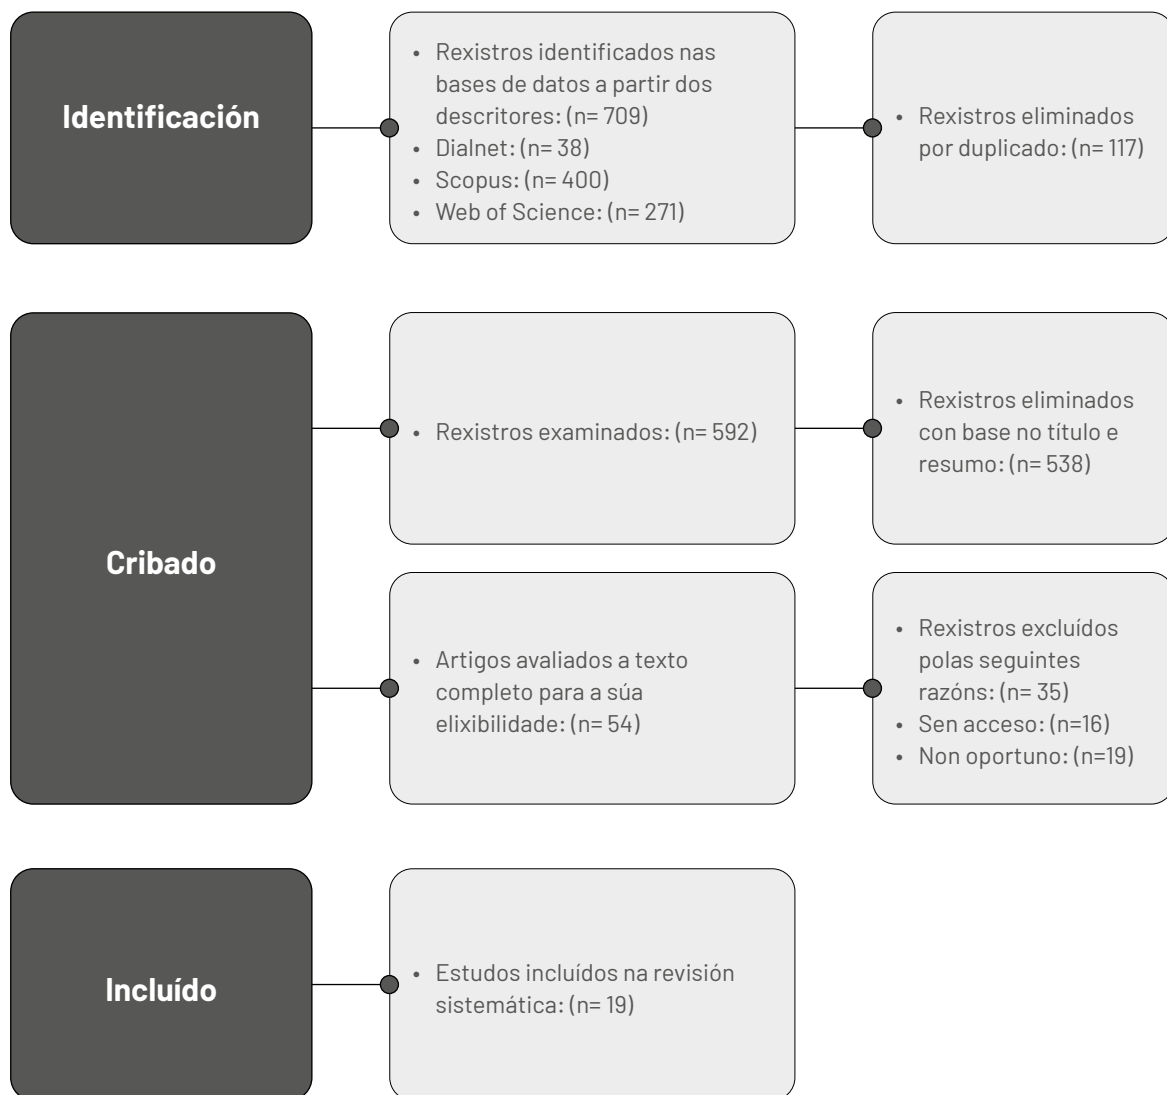 Identificación
• Rexistros identificados nas
bases de datos a partir dos
descritores: (n= 709)
• Dialnet: (n= 38)
• Scopus: (n= 400)
• Web of Science: (n= 271)
• Rexistros eliminados
por duplicado: (n= 117)
Cribado
• Rexistros examinados: (n= 592)
• Rexistros eliminados
con base no título e
resumo: (n= 538)
• Artigos avaliados a texto
completo para a súa
elixibilidade: (n= 54)
• Rexistros excluídos
polas seguintes
razóns: (n= 35)
• Sen acceso: (n=16)
• Non oportuno: (n=19)
Incluído
• Estudos incluídos na revisión
sistemática: (n= 19)